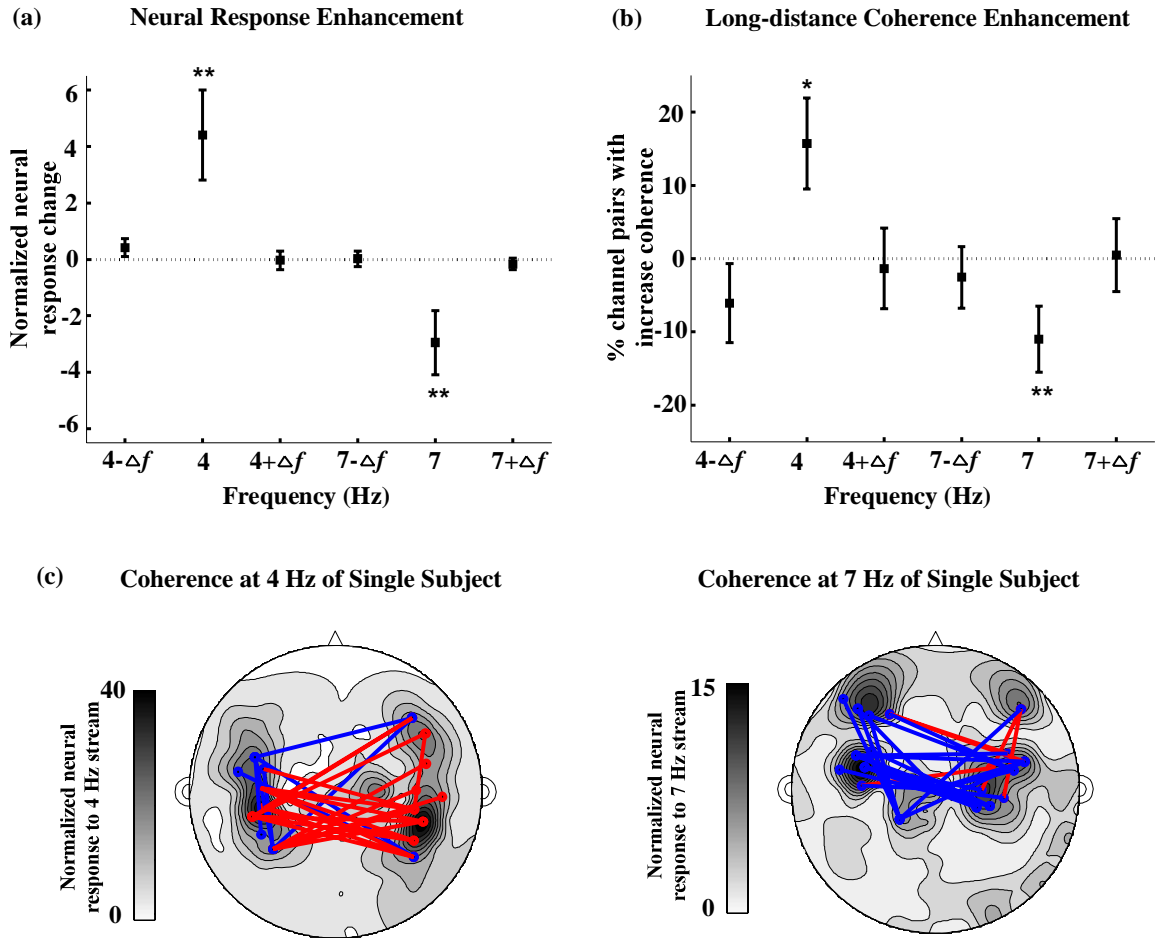 (a) Neural Response Enhancement
Normalized neural
response change
6
4
2
0
-2
-4
-6
**
**
4-△f 4 4+△f 7-△f 7 7+△f
Frequency (Hz)
(b) Long-distance Coherence Enhancement
% channel pairs with
increase coherence
20
10
0
-10
-20
*
**
4-△f 4 4+△f 7-△f 7 7+△f
Frequency (Hz)
(c) Coherence at 4 Hz of Single Subject
Normalized neural
response to 4 Hz stream
40
0
Coherence at 7 Hz of Single Subject
Normalized neural
response to 7 Hz stream
15
0